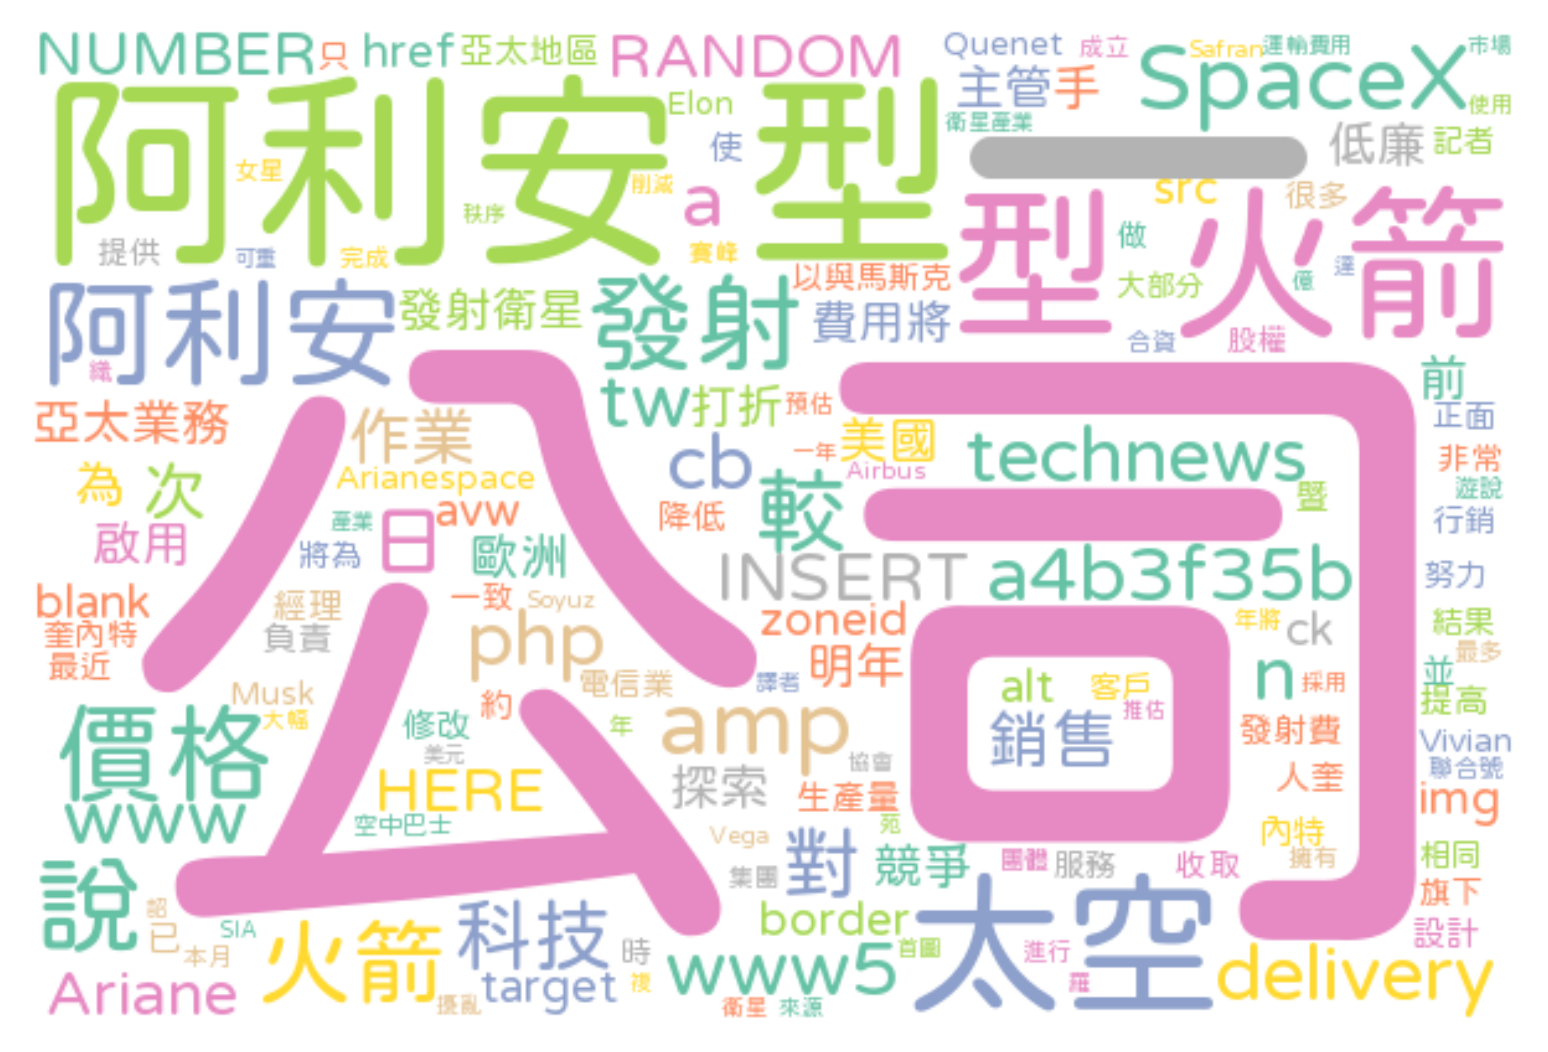 NUMBER 只 href 亞太地區 RANDOM Quenet 成立 Safran 運輸費用 SpaceX 市場
阿利安 型 Elon 主管 手 使用
女星 使 削減 a 衛星產業 一 低廉 記者
秩序 src 很多
提供 可重 完成 賽峰 型火箭 做
阿利安 發射衛星 發射 以與馬斯克 費用將 大部分 億 達
織 合資 股權
公司 前
亞太業務 作業 tw 打折 預估 美國 technews 正面
為 次 Arianespace cb 一年 Airbus 非常
啟用 產業 日 avw 降低 較 暨 遊說
將為 歐洲 INSERT a4b3f35b 行銷
blank 經理 一致 Soyuz zoneid 年將 ck 努力
奎內特 負責 php 明年 結果
最近 電信業 譯者 alt 客戶 n 採用 並 最多
Musk 大幅 約 年 amp 銷售 推估 提高
價格 修改 美元 發射費 Vivian
www HERE 探索 協會 人奎 聯合號
空中巴士 生產量 img
說 Vega 苑 內特
集團 對 競爭 團體 服務 收取 擁有 相同
詔 已 SIA 火箭 科技 border 太空 旗下
本月 時 首圖 進行 設計
Ariane 擾亂 target 複 www5 羅 delivery
衛星 來源